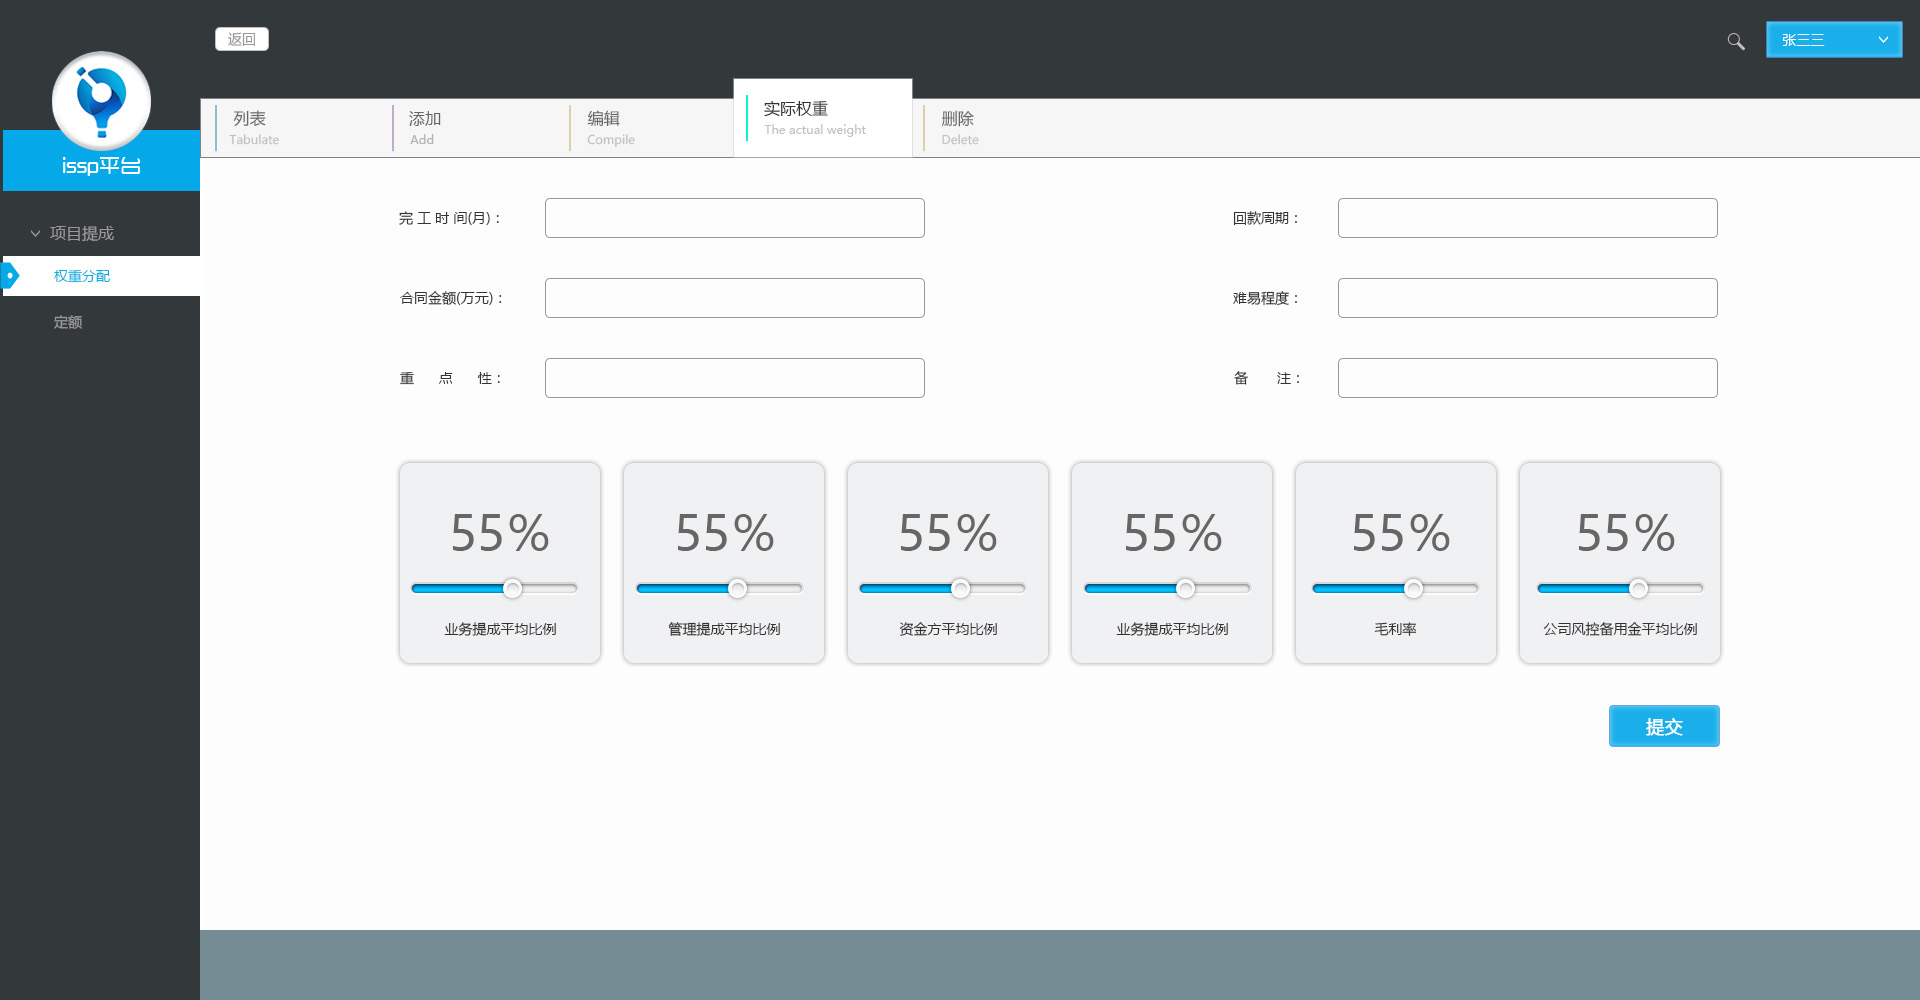 返回
张三三
issp平台
项目提成
权重分配
定额
列表
Tabulate
添加
Add
编辑
Compile
实际权重
The actual weight
删除
Delete
完 工 时 间(月)：
回款周期：
合同金额(万元)：
难易程度：
重 点 性：
备 注：
55%
55%
55%
55%
55%
55%
业务提成平均比例
管理提成平均比例
资金方平均比例
业务提成平均比例
毛利率
公司风控备用金平均比例
提交